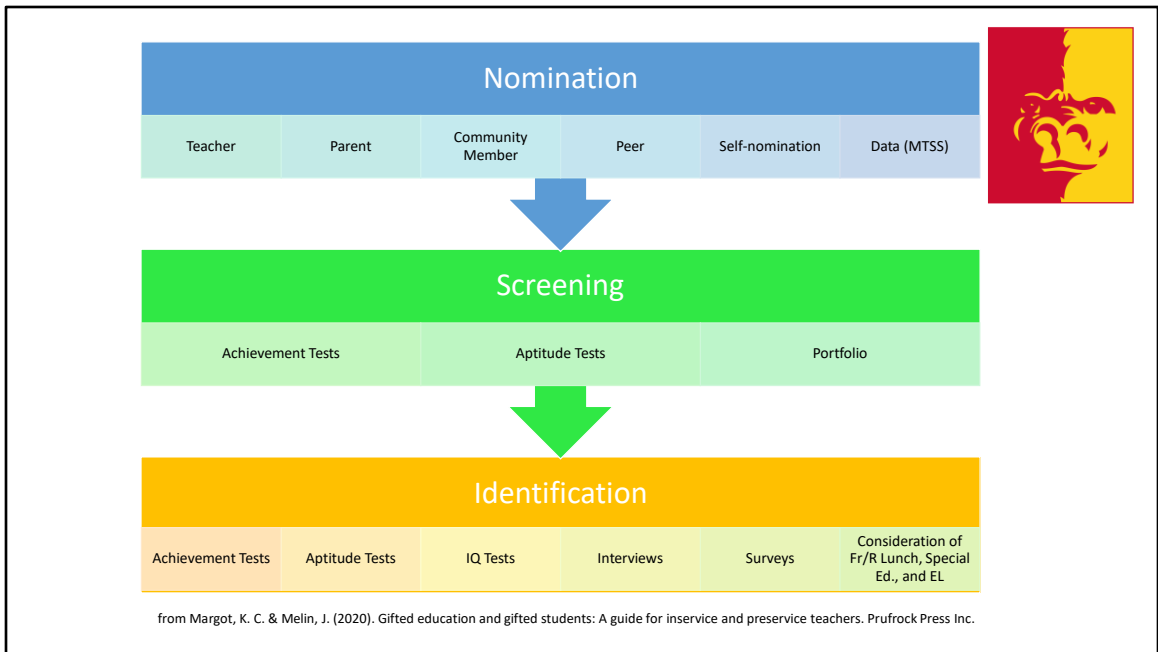 Nomination
Teacher
Parent
Community
Member
Peer
Self-nomination
Data (MTSS)
Screening
Achievement Tests
Aptitude Tests
Portfolio
Identification
Achievement Tests
Aptitude Tests
IQ Tests
Interviews
Surveys
Consideration of
Fr/R Lunch, Special
Ed., and EL
from Margot, K. C. & Melin, J. (2020). Gifted education and gifted students: A guide for inservice and preservice teachers. Prufrock Press Inc.